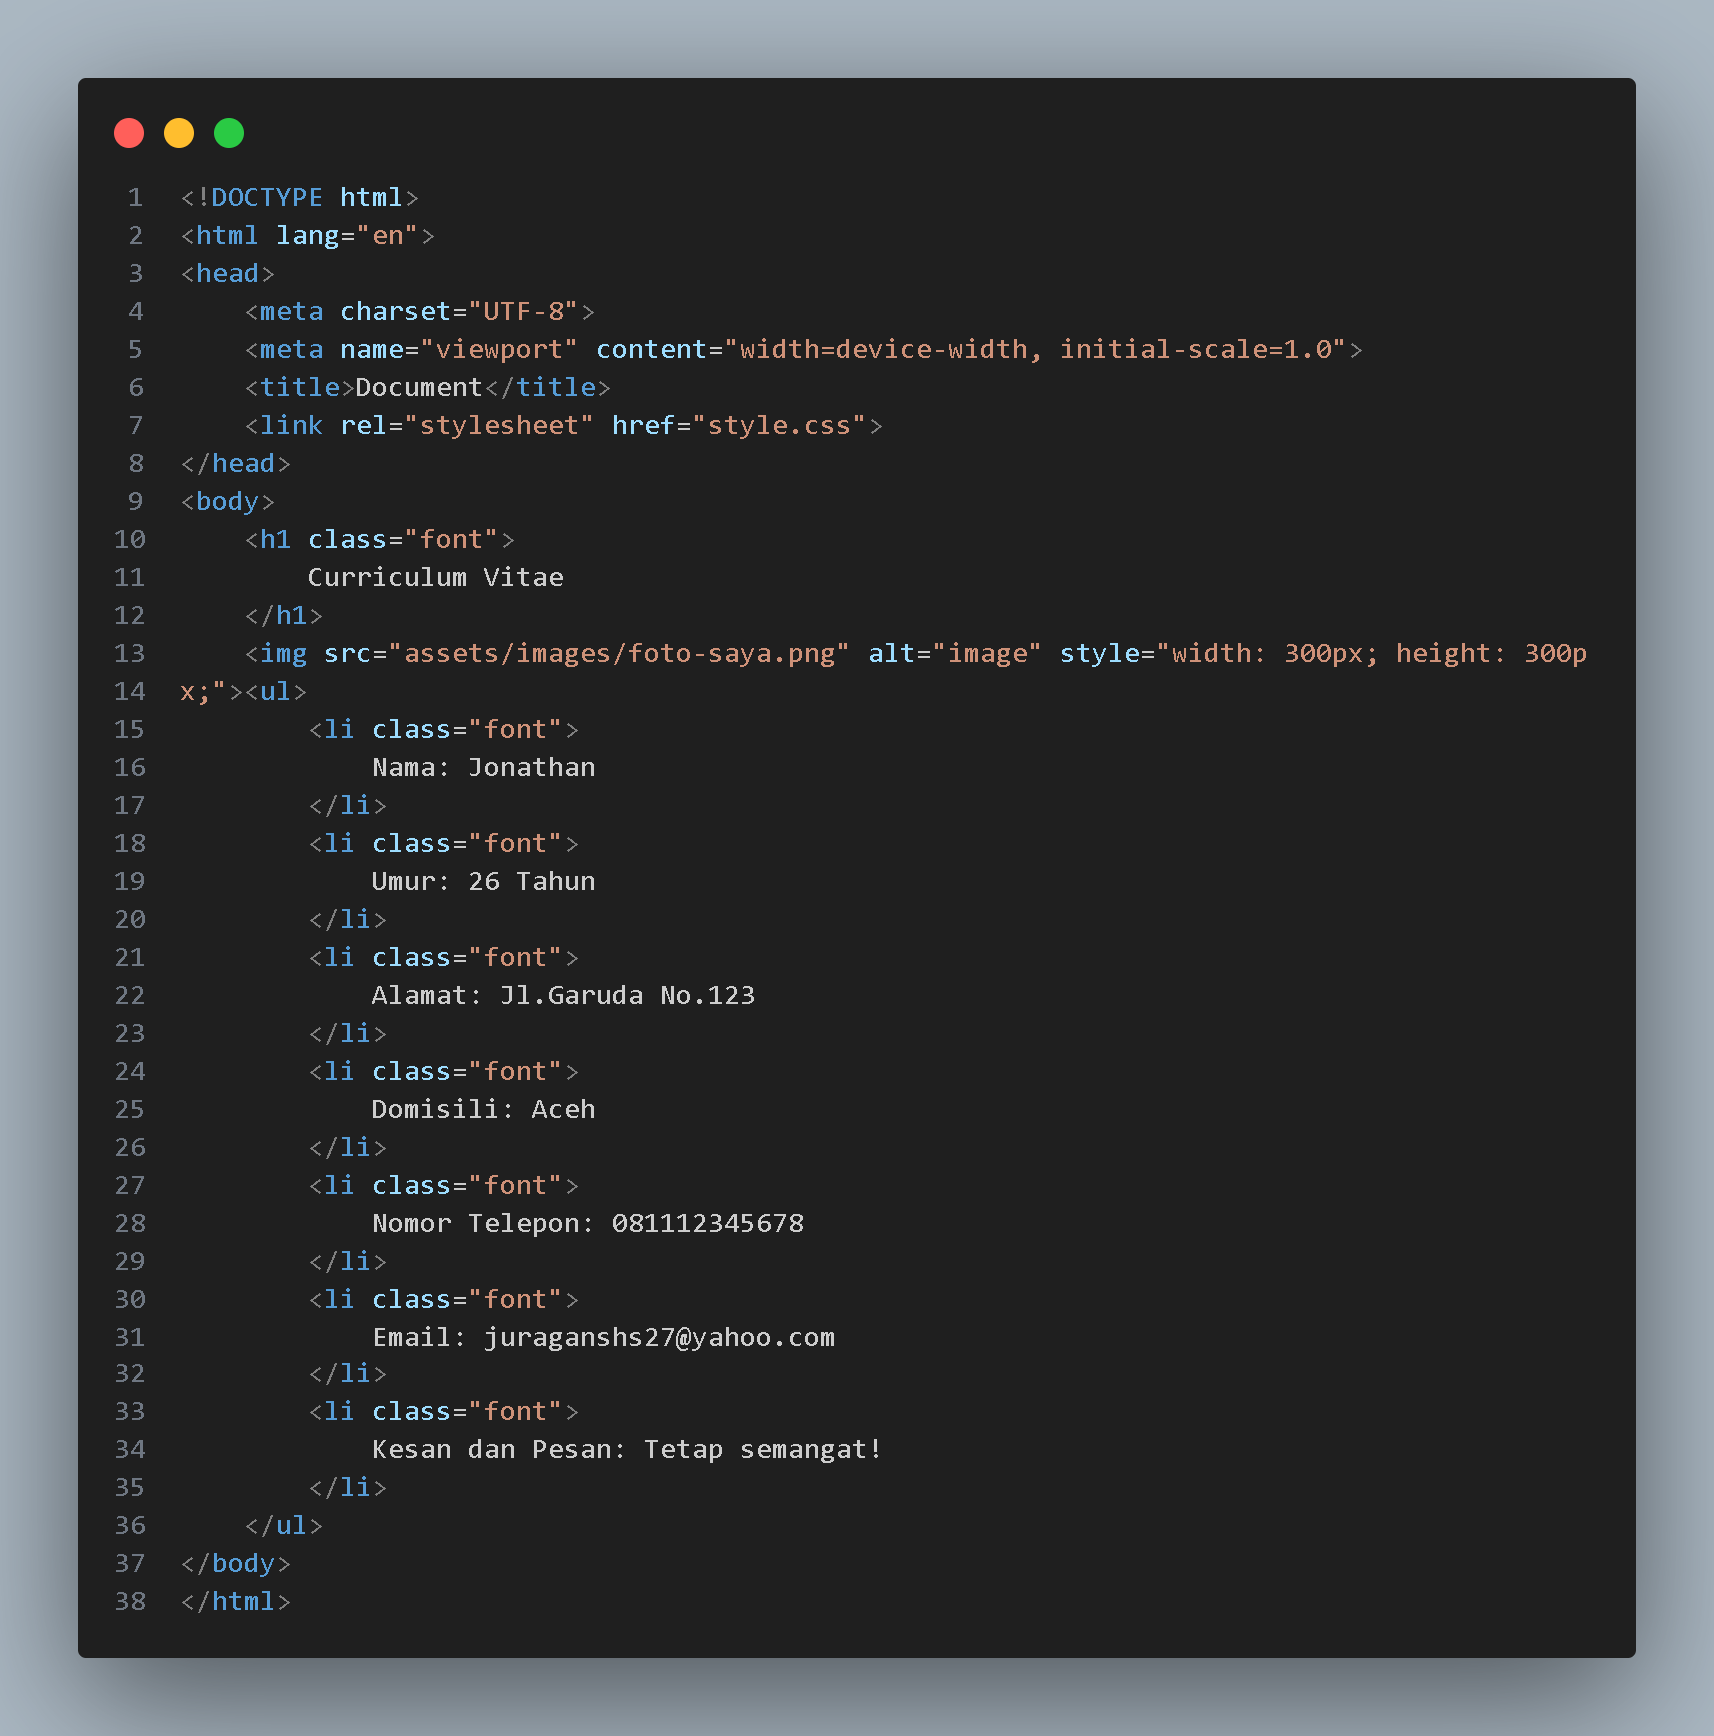 1 <!DOCTYPE html>
2 <html lang="en">
3 <head>
4     <meta charset="UTF-8">
5     <meta name="viewport" content="width=device-width, initial-scale=1.0">
6     <title>Document</title>
7     <link rel="stylesheet" href="style.css">
8 </head>
9 <body>
10     <h1 class="font">
11         Curriculum Vitae
12     </h1>
13     <img src="assets/images/foto-saya.png" alt="image" style="width: 300px; height: 300p
14 x;"><ul>
15         <li class="font">
16             Nama: Jonathan
17         </li>
18         <li class="font">
19             Umur: 26 Tahun
20         </li>
21         <li class="font">
22             Alamat: Jl.Garuda No.123
23         </li>
24         <li class="font">
25             Domisili: Aceh
26         </li>
27         <li class="font">
28             Nomor Telepon: 081112345678
29         </li>
30         <li class="font">
31             Email: juraganshs27@yahoo.com
32         </li>
33         <li class="font">
34             Kesan dan Pesan: Tetap semangat!
35         </li>
36     </ul>
37 </body>
38 </html>